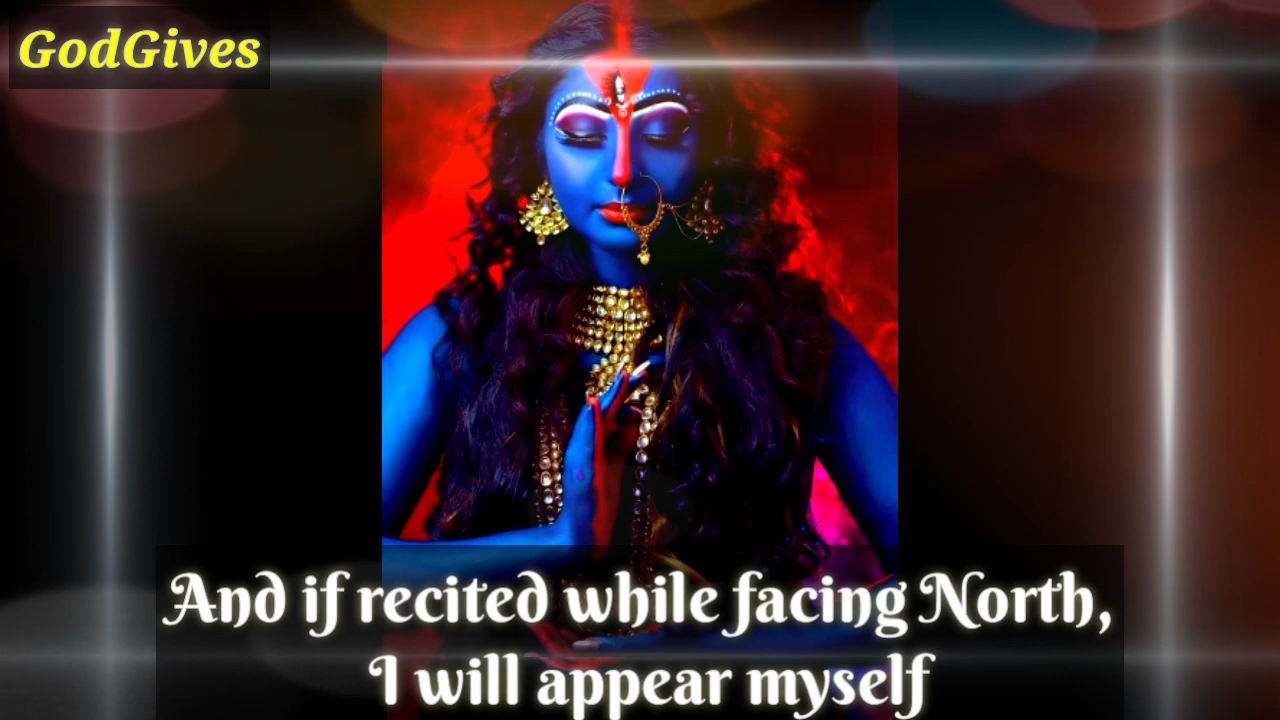 GodGives
And if recited while facing North,
I will appear myself